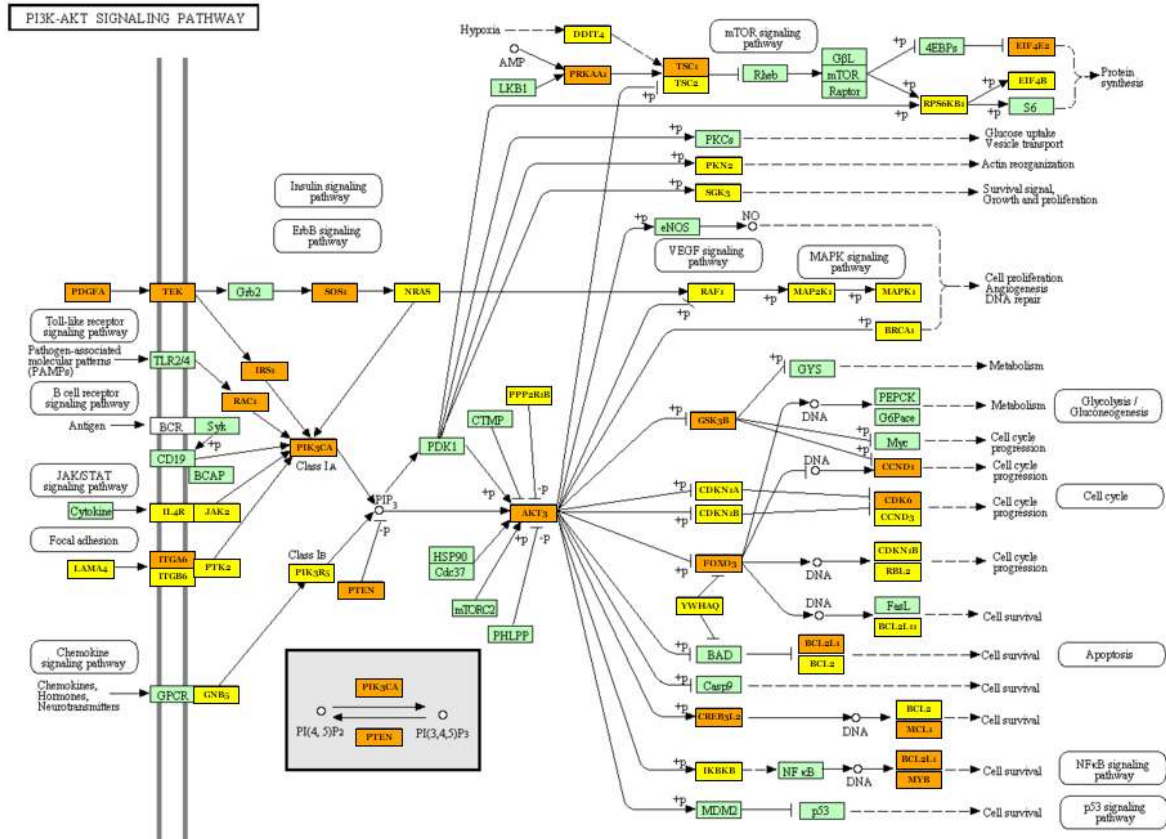 PI3K-AKT SIGNALING PATHWAY
Hypoxia
DDIT4
mTOR signaling
pathway
AMP
LKB1
PRKAA1
TSC1
TSC2
+p
Rheb
GβL
mTOR
Raptor
+p
4EBPs
EIF4E2
+p
RPS6KB1
EIF4B
+p
+p
S6
Protein
synthesis
+p
PKCs
Glucose uptake
Vesicle transport
+p
PKN2
Actin reorganization
+p
SGK3
Survival signal,
Growth and proliferation
Insulin signaling
pathway
ErbB signaling
pathway
+p
eNOS
NO
VEGF signaling
pathway
MAPK signaling
pathway
Cell proliferation
Angiogenesis
DNA repair
PDGFA
TEK
Grb2
SOS1
NRAS
RAF1
+p
+p
MAP2K1
+p
MAPK1
+p
BRCA1
Toll-like receptor
signaling pathway
Pathogen-associated
molecular patterns
(PAMPs)
TLR2/4
IRS1
RAC1
B cell receptor
signaling pathway
Antigen
BCR
Syk
+p
CD19
BCAP
PIK3CA
Class IA
PDK1
CTMP
PPP2R1B
+p
GYS
Metabolism
+p
GSK3B
DNA
PEPCK
G6Pace
Metabolism
Glycolysis /
Gluconeogenesis
+p
Myc
Cell cycle
progression
DNA
+p
CCND1
Cell cycle
progression
JAK/STAT
signaling pathway
Cytokine
IL4R
JAK2
PIP3
-p
+p
-p
AKT3
+p
-p
+p
CDKN1A
+p
CDKN1B
CDK6
CCND3
Cell cycle
progression
Cell cycle
Focal adhesion
LAMA4
ITGA6
ITGB6
PTK2
Class IB
PIK3R5
PTEN
HSP90
Cdc37
mTORC2
PHLPP
+p
FOXO3
DNA
CDKN1B
RBL2
Cell cycle
progression
YWHAQ
DNA
FasL
BCL2L11
Cell survival
+p
BAD
BCL2L1
BCL2
Cell survival
Apoptosis
Chemokine
signaling pathway
Chemokines,
Hormones,
Neurotransmitters
GPCR
GNB5
PIK3CA
PI(4, 5)P2
PI(3,4,5)P3
PTEN
+p
Casp9
Cell survival
+p
CREB3L2
DNA
BCL2
MCL1
Cell survival
+p
IKBKB
NFκB
DNA
BCL2L1
MYB
Cell survival
NFκB signaling
pathway
+p
MDM2
p53
Cell survival
p53 signaling
pathway